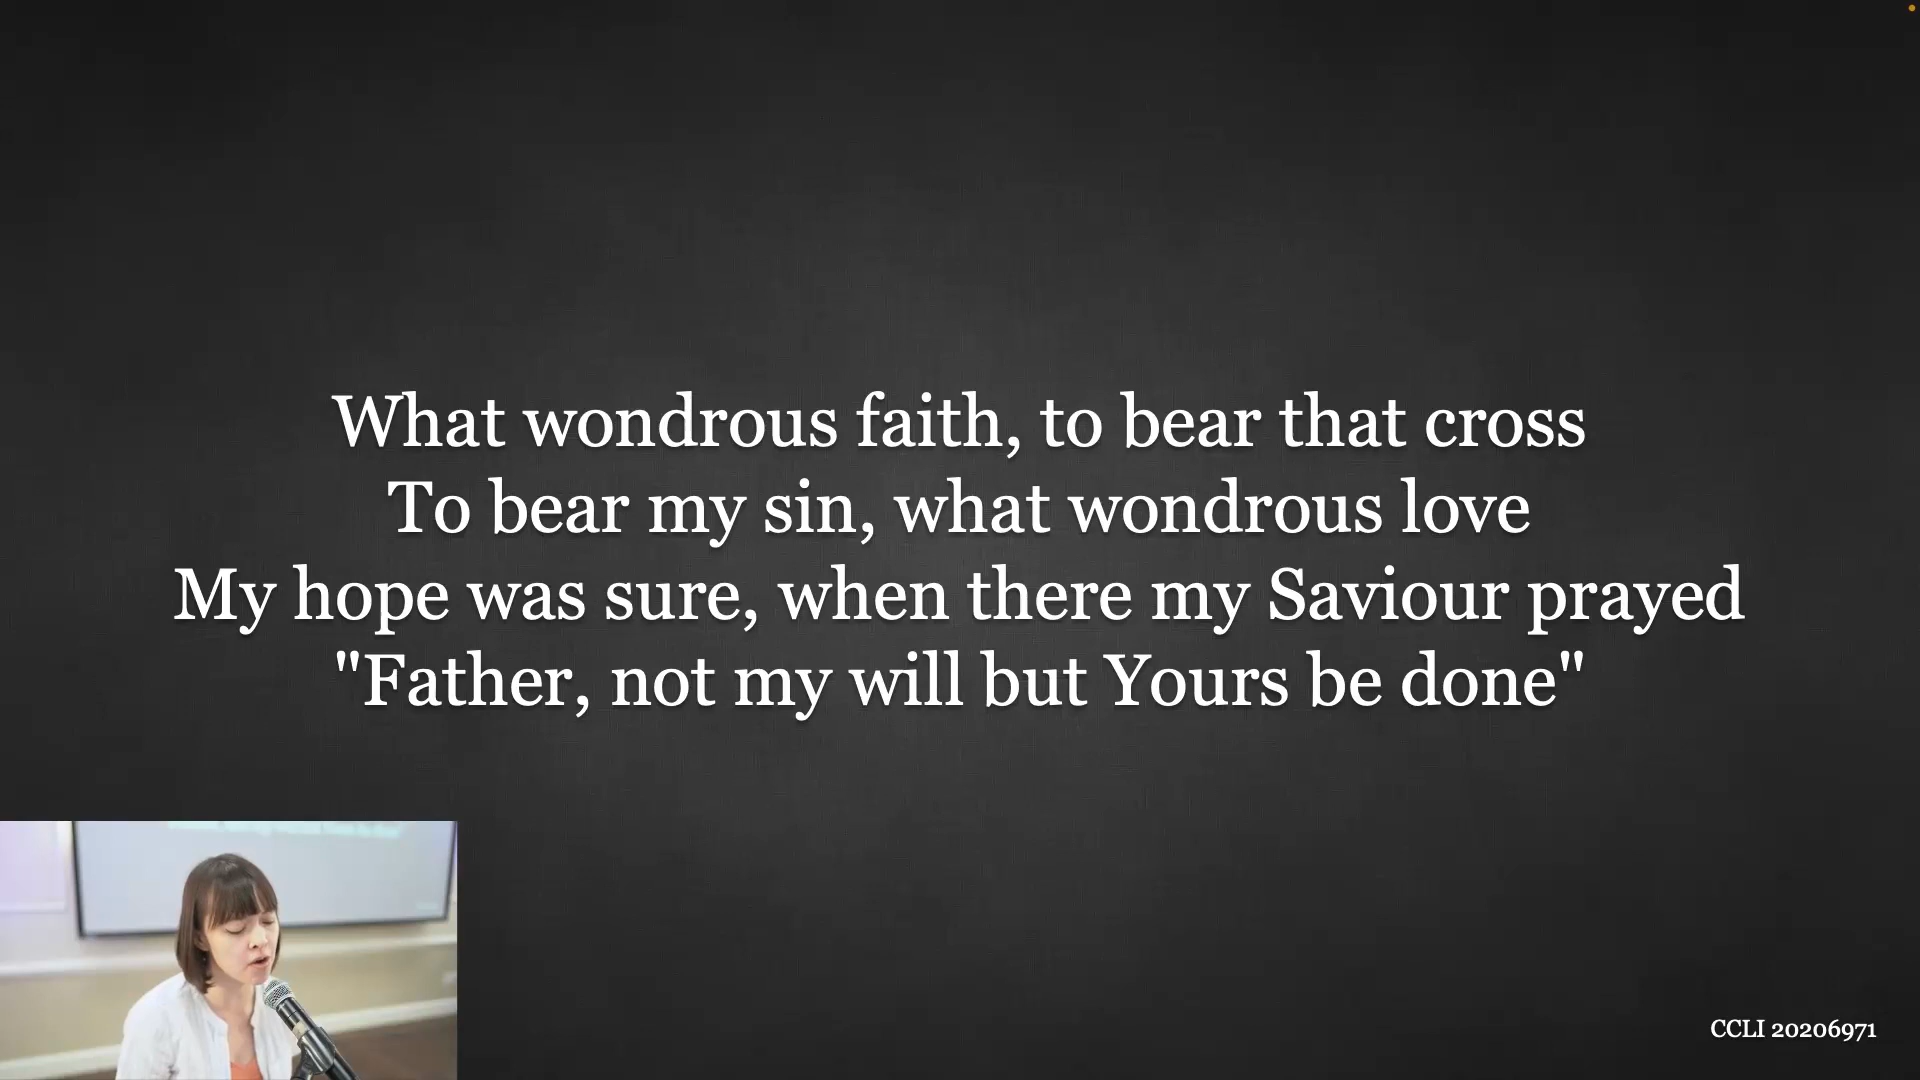 What wondrous faith, to bear that cross
To bear my sin, what wondrous love
My hope was sure, when there my Saviour prayed
"Father, not my will but Yours be done"
CCLI 20206971